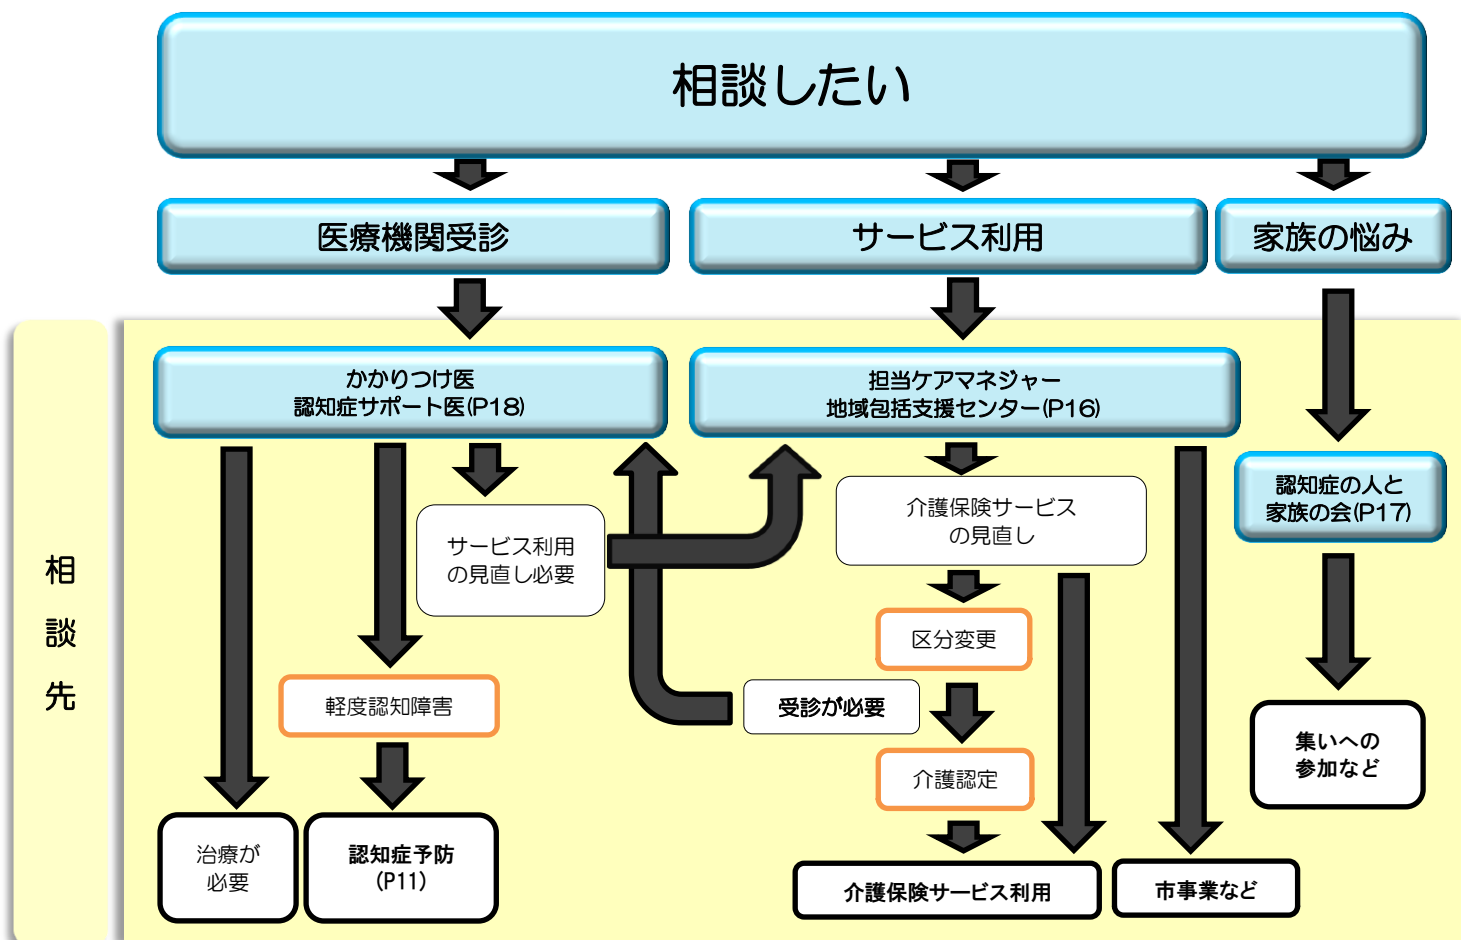 相談したい
医療機関受診
サービス利用
家族の悩み
相談先
かかりつけ医
認知症サポート医(P18)
担当ケアマネジャー
地域包括支援センター(P16)
認知症の人と
家族の会(P17)
サービス利用
の見直し必要
介護保険サービス
の見直し
区分変更
受診が必要
軽度認知障害
介護認定
集いへの
参加など
治療が
必要
認知症予防
(P11)
介護保険サービス利用
市事業など